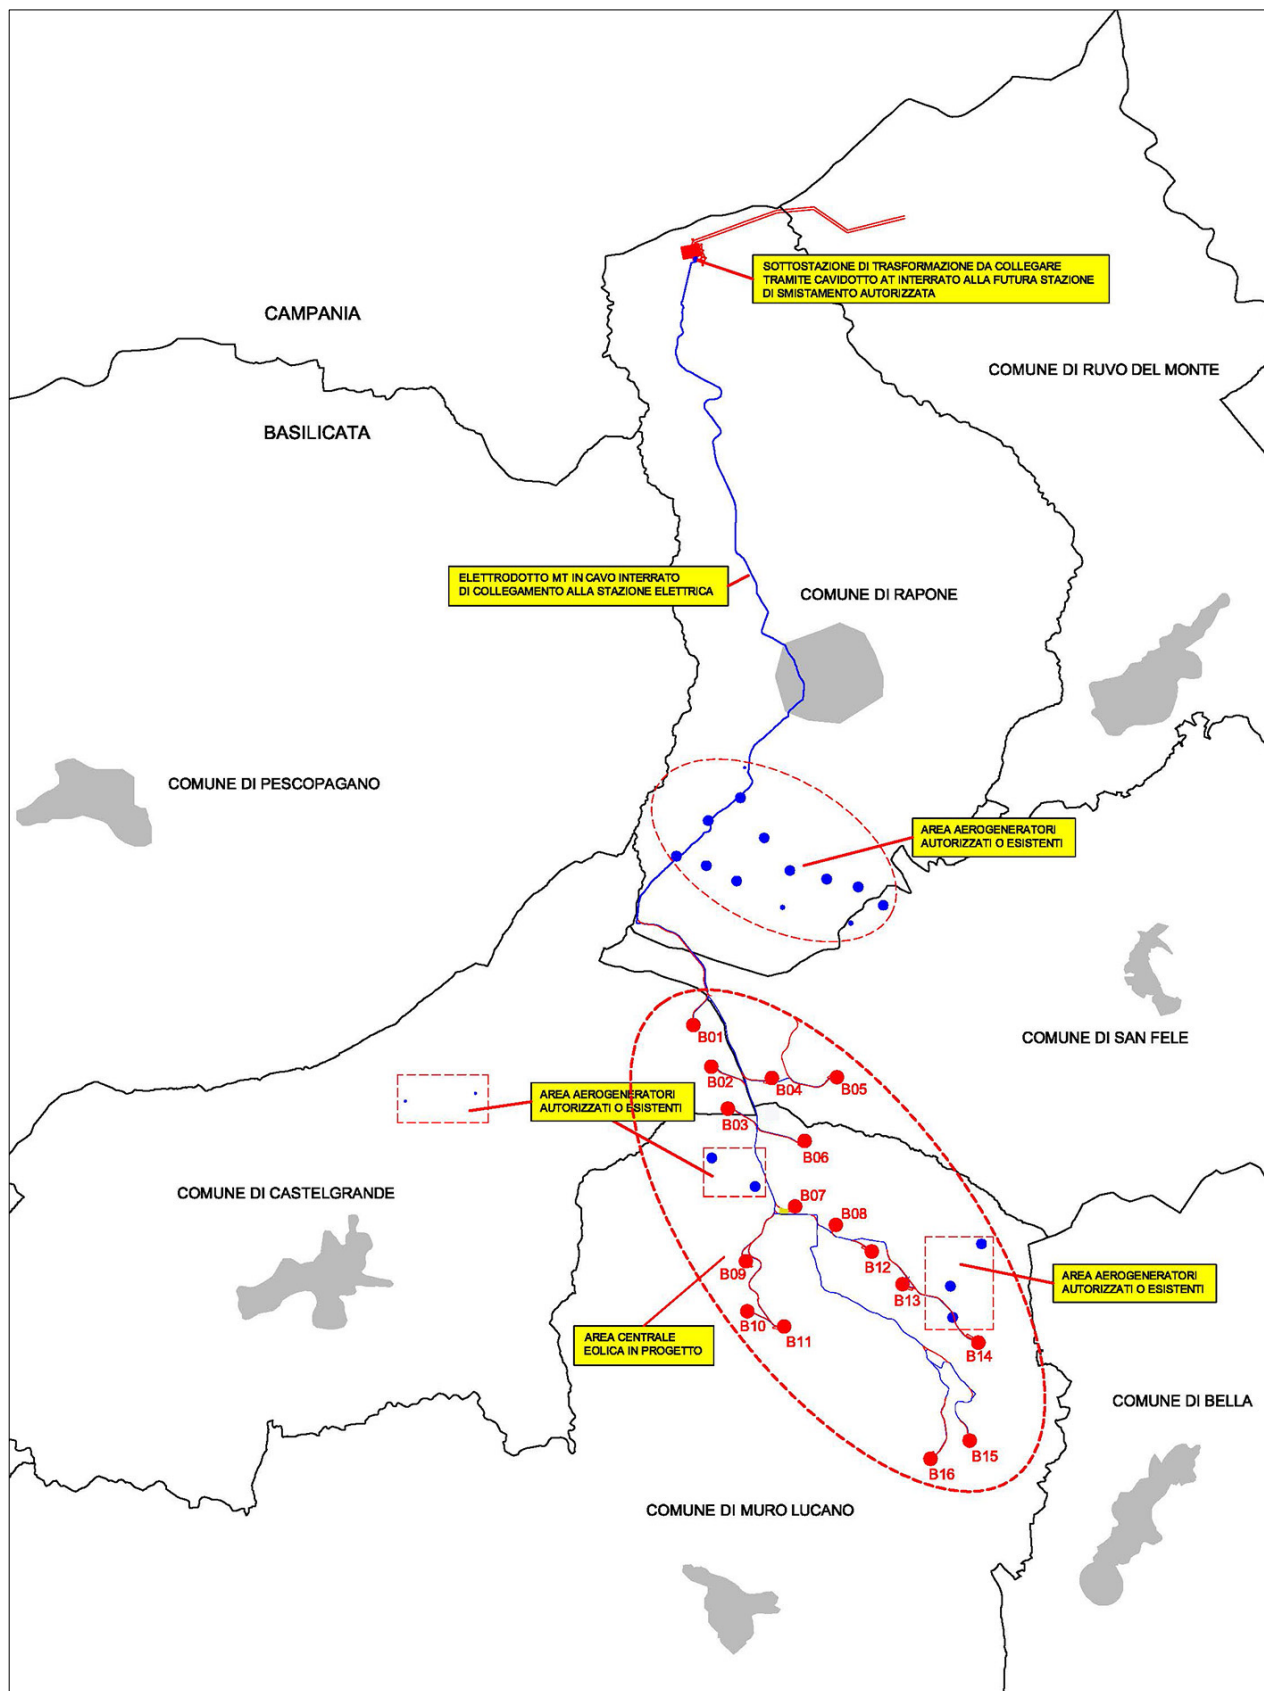 SOTTOSTAZIONE DI TRASFORMAZIONE DA COLLEGARE
TRAMITE CAVIDOTTO AT INTERRATO ALLA FUTURA STAZIONE
DI SMISTAMENTO AUTORIZZATA
CAMPANIA
COMUNE DI RUVO DEL MONTE
BASILICATA
ELETTRODOTTO MT IN CAVO INTERRATO
DI COLLEGAMENTO ALLA STAZIONE ELETTRICA
COMUNE DI RAPONE
COMUNE DI PESCOPAGANO
AREA AEROGENERATORI
AUTORIZZATI O ESISTENTI
COMUNE DI SAN FELE
B01
B02
B04
B05
AREA AEROGENERATORI
AUTORIZZATI O ESISTENTI
B03
B06
COMUNE DI CASTELGRANDE
B07
B08
B12
B09
B13
AREA AEROGENERATORI
AUTORIZZATI O ESISTENTI
B10
B11
AREA CENTRALE
EOLICA IN PROGETTO
B14
COMUNE DI BELLA
B15
B16
COMUNE DI MURO LUCANO